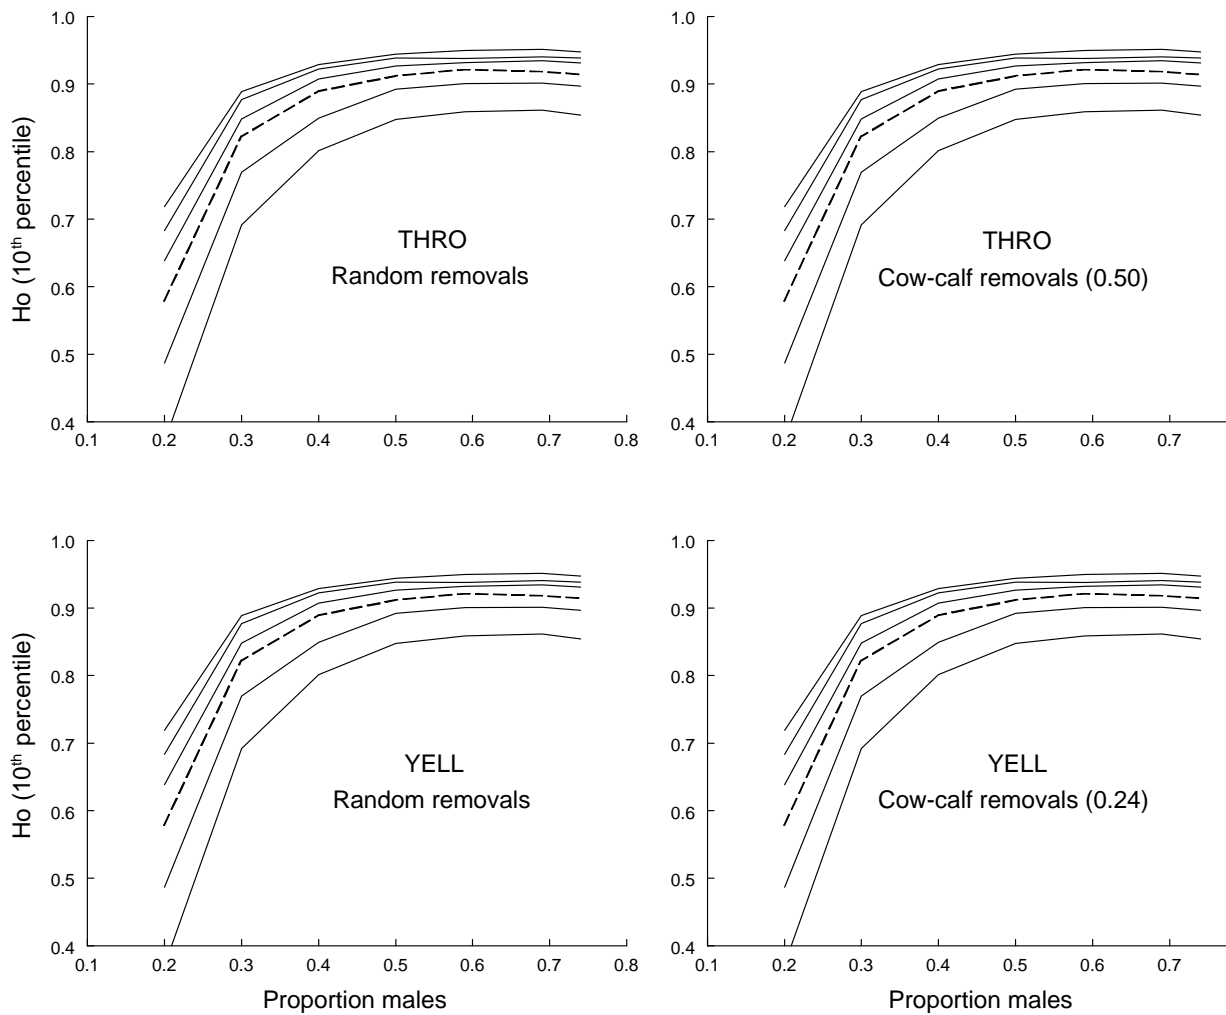 1.0
0.9
0.8
0.7
0.6
0.5
0.4
0.1 0.2 0.3 0.4 0.5 0.6 0.7 0.8
Ho (10th percentile)
THRO
Random removals
1.0
0.9
0.8
0.7
0.6
0.5
0.4
0.1 0.2 0.3 0.4 0.5 0.6 0.7
THRO
Cow-calf removals (0.50)
1.0
0.9
0.8
0.7
0.6
0.5
0.4
0.1 0.2 0.3 0.4 0.5 0.6 0.7 0.8
Ho (10th percentile)
YELL
Random removals
Proportion males
1.0
0.9
0.8
0.7
0.6
0.5
0.4
0.1 0.2 0.3 0.4 0.5 0.6 0.7
YELL
Cow-calf removals (0.24)
Proportion males